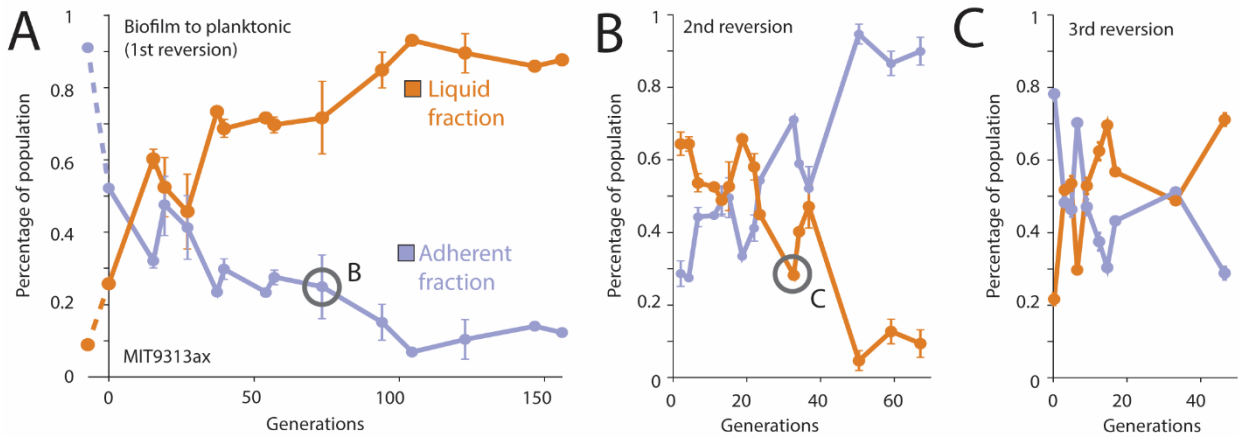 A
Biofilm to planktonic
(1st reversion)
Percentage of population
1
0.8
0.6
0.4
0.2
0
Liquid
fraction
Adherent
fraction
B
MIT9313ax
0
50
100
150
Generations
B
2nd reversion
Percentage of population
1
0.8
0.6
0.4
0.2
0
C
0
20
40
60
Generations
C
3rd reversion
Percentage of population
1
0.8
0.6
0.4
0.2
0
0
20
40
Generations